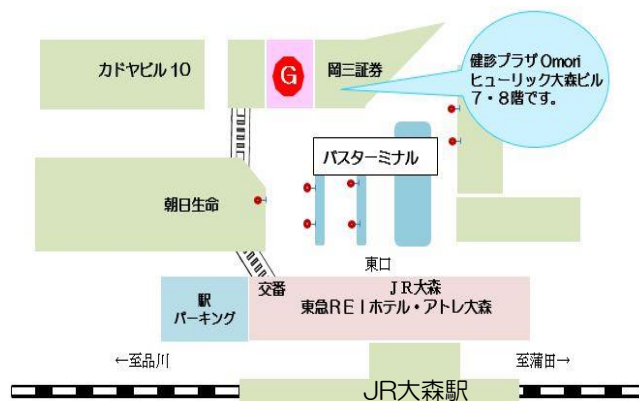 カドヤビル10
G
岡三証券
健診プラザOmori
ヒューリック大森ビル
7・8階です。
バスターミナル
朝日生命
東口
交番
JR大森
東急REIホテル・アトレ大森
駅
パーキング
←至品川
至蒲田→
JR大森駅